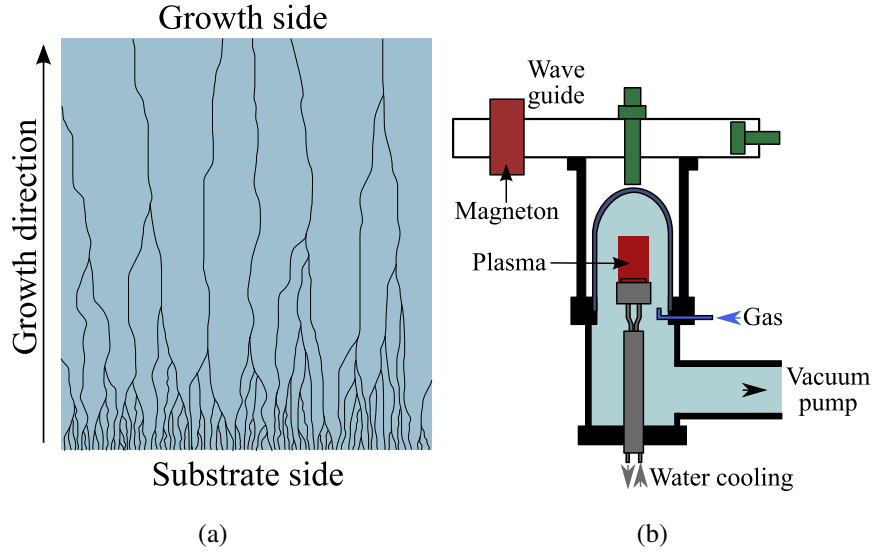 Growth side
Growth direction
Substrate side
(a)
Wave
guide
Magneton
Plasma
Gas
Vacuum
pump
Water cooling
(b)